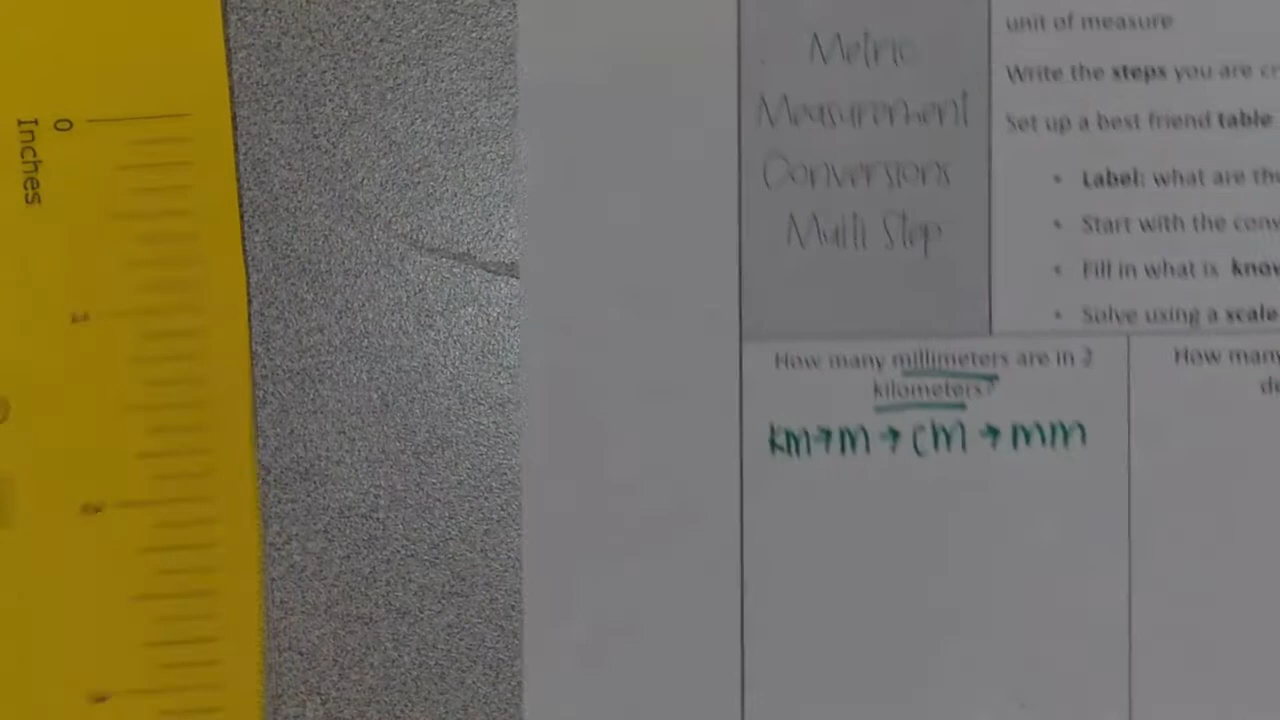 Inches
0
1
Metric
Measurement
Conversions
Multi Step
unit of measure
Write the steps you are
Set up a best friend table
• Label: what are
• Start with the
• Fill in what is
• Solve using a scale
How many millimeters are in 2
kilometers?
km→m→cm→mm
How many